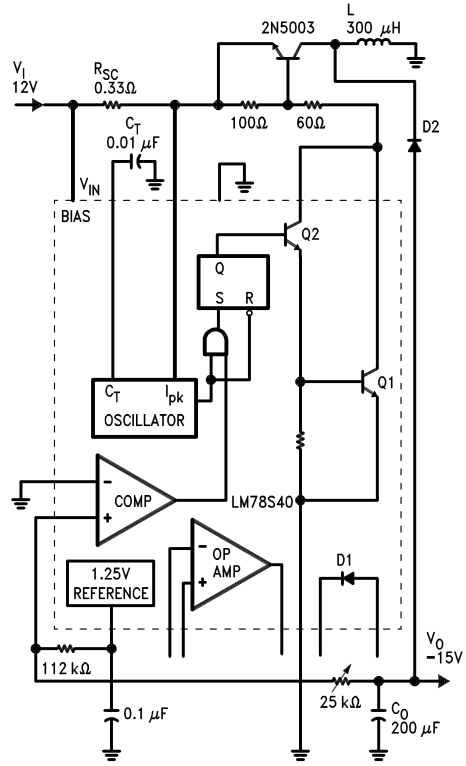 2N5003
L
300 μH
V_I
12V
R_SC
0.33Ω
C_T
0.01 μF
100Ω
60Ω
D2
V_IN
BIAS
Q2
Q
S R
Q1
C_T I_pk
OSCILLATOR
− COMP
+
LM78S40
− OP
+ AMP
D1
1.25V
REFERENCE
V_O
−15V
112 kΩ
25 kΩ
0.1 μF
C_O
200 μF